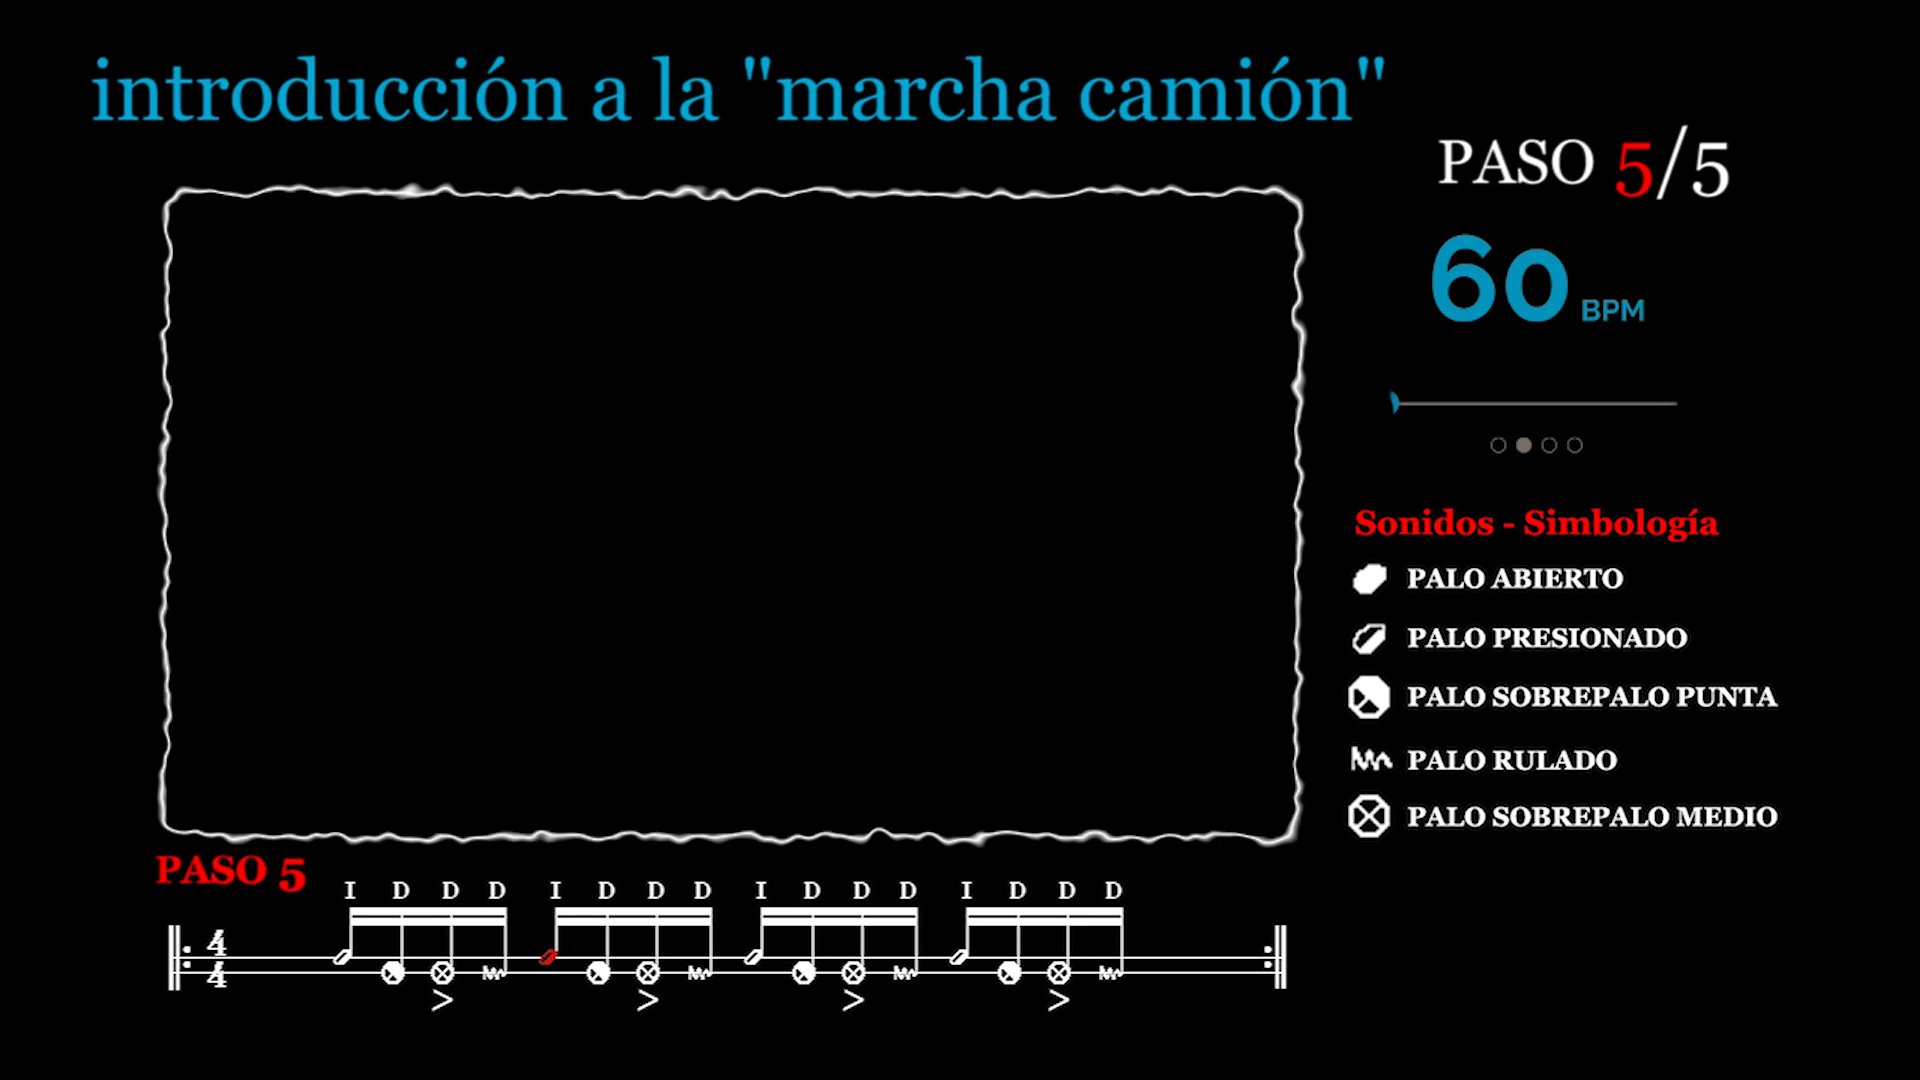 introducción a la "marcha camión"
PASO 5/5
60 BPM
Sonidos - Simbología
PALO ABIERTO
PALO PRESIONADO
PALO SOBREPALO PUNTA
PALO RULADO
PALO SOBREPALO MEDIO
PASO 5
I D D D I D D D I D D D I D D D
4
4
> > > >